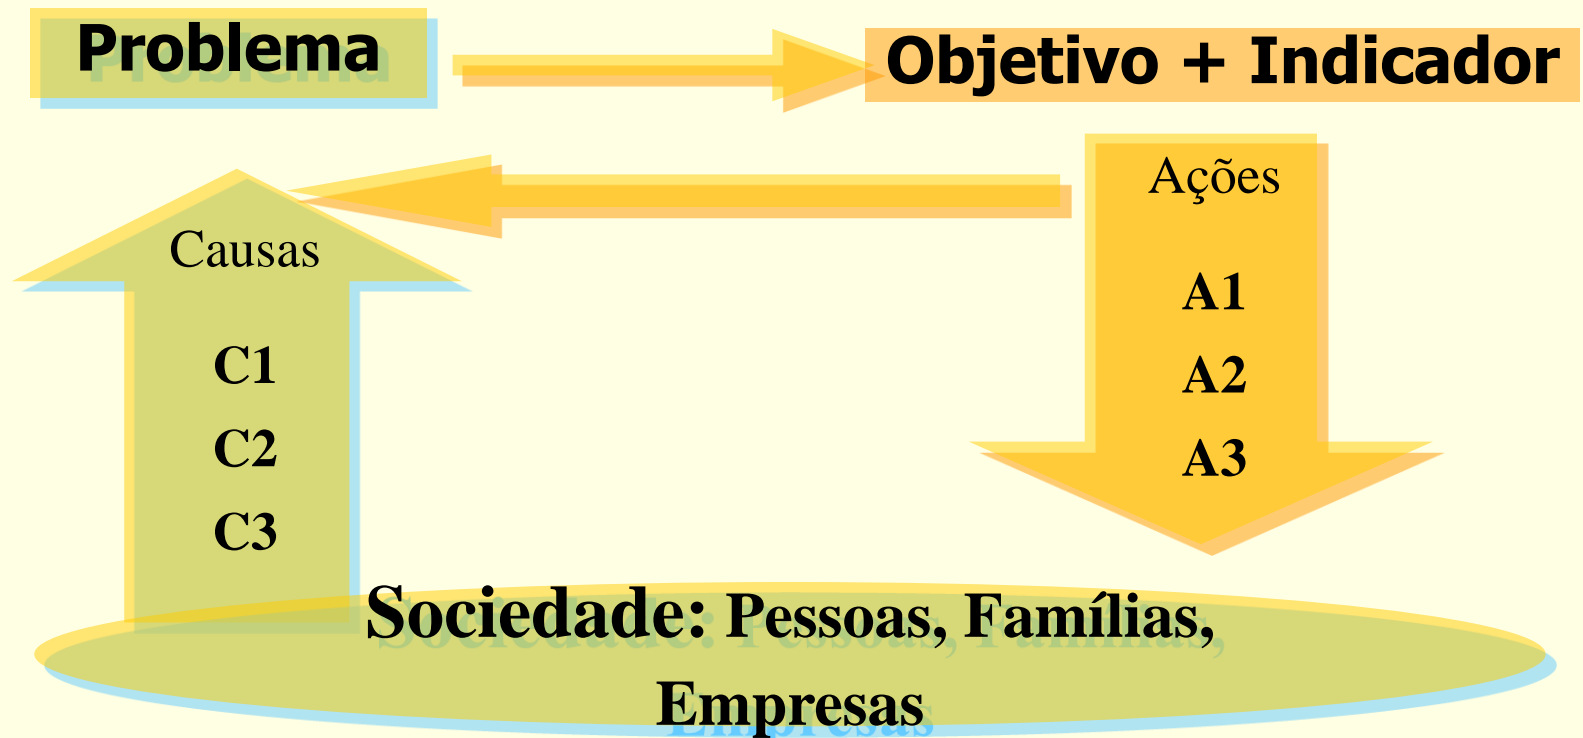 Problema
Objetivo + Indicador
Causas
C1
C2
C3
Ações
A1
A2
A3
Sociedade: Pessoas, Famílias,
Empresas